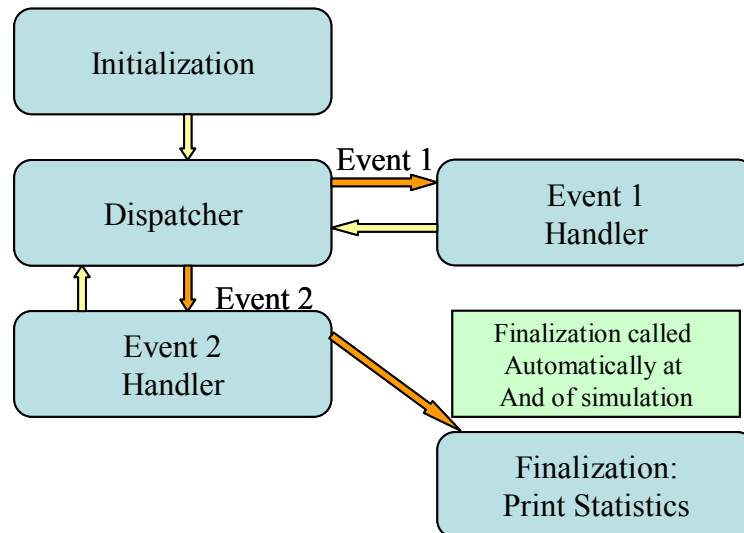 Initialization
Event 1
Dispatcher
Event 1
Handler
Event 2
Event 2
Handler
Finalization called
Automatically at
And of simulation
Finalization:
Print Statistics